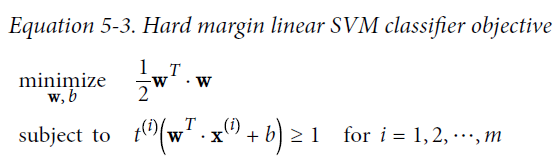 Equation 5-3. Hard margin linear SVM classifier objective
minimize 1/2 w^T · w
w, b
subject to t^(i)(w^T · x^(i) + b) ≥ 1 for i = 1, 2, ⋯, m